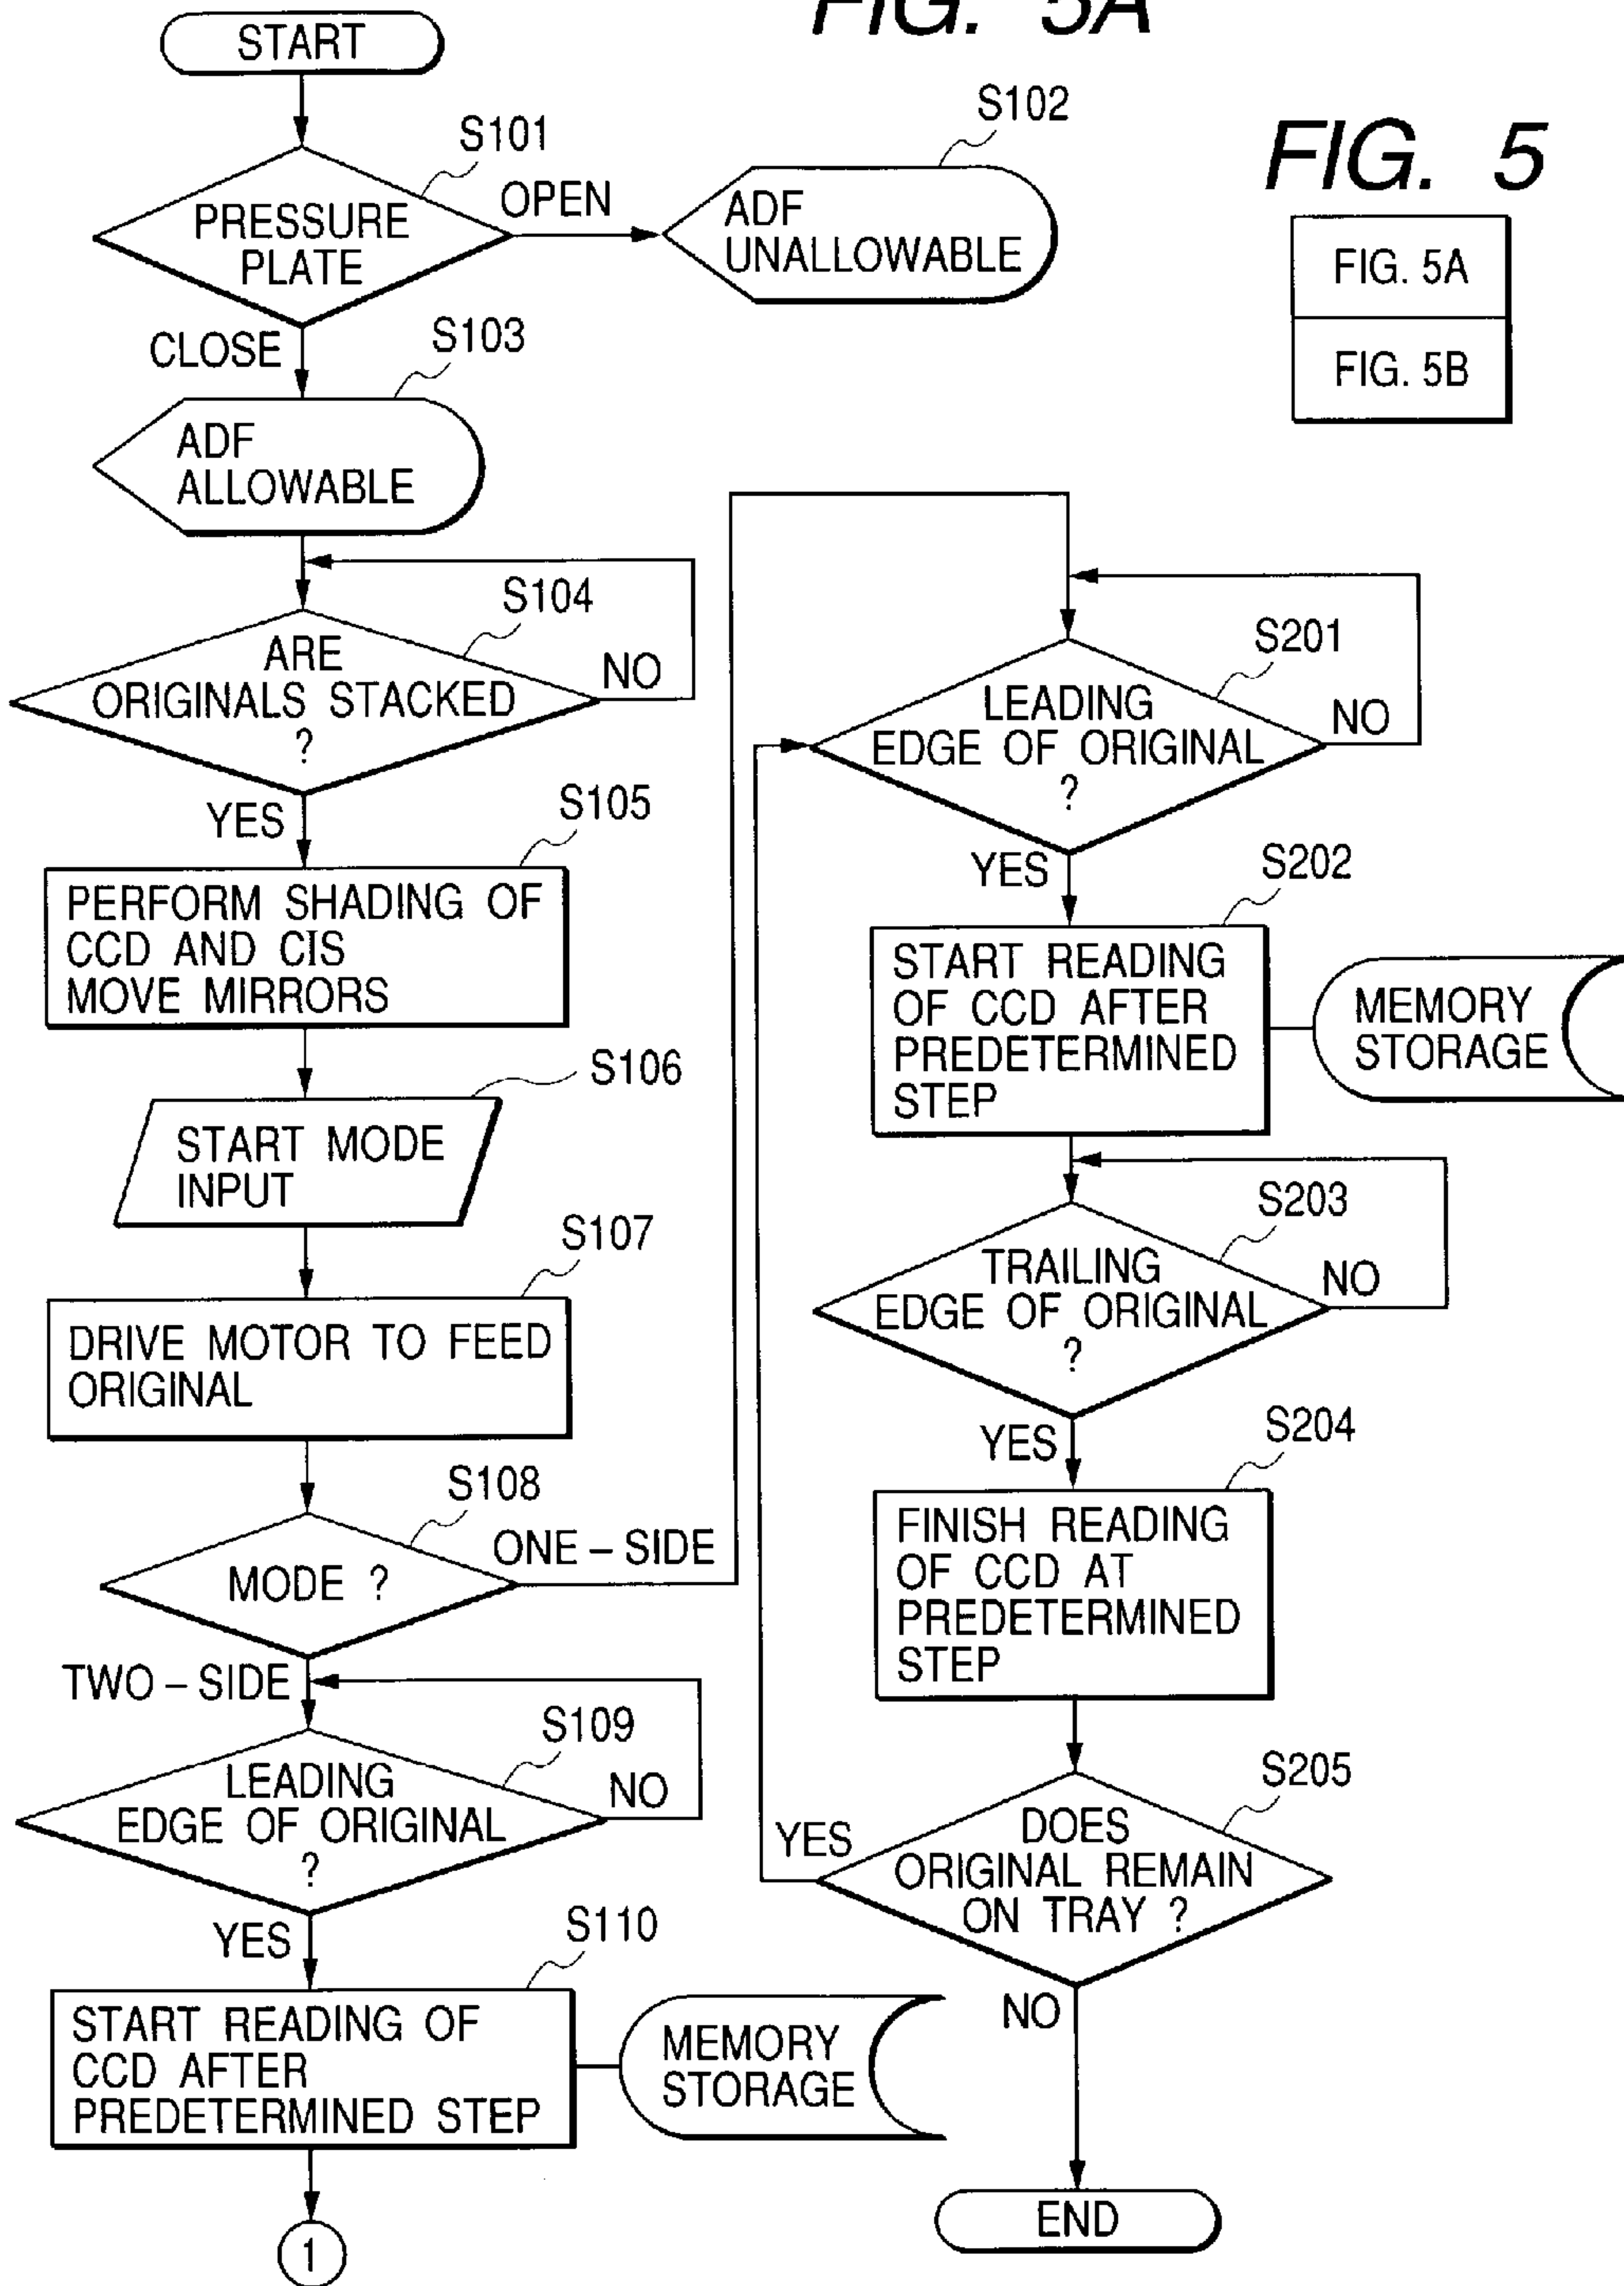 FIG. 5A
FIG. 5
FIG. 5A
FIG. 5B
START
S101
PRESSURE
PLATE
OPEN
S102
ADF
UNALLOWABLE
CLOSE
S103
ADF
ALLOWABLE
S104
ARE
ORIGINALS STACKED
?
NO
YES
S105
PERFORM SHADING OF
CCD AND CIS
MOVE MIRRORS
S106
START MODE
INPUT
S107
DRIVE MOTOR TO FEED
ORIGINAL
S108
MODE ?
ONE – SIDE
TWO – SIDE
S109
LEADING
EDGE OF ORIGINAL
?
NO
YES
S110
START READING OF
CCD AFTER
PREDETERMINED STEP
MEMORY
STORAGE
1
S201
LEADING
EDGE OF ORIGINAL
?
NO
YES
S202
START READING
OF CCD AFTER
PREDETERMINED
STEP
MEMORY
STORAGE
S203
TRAILING
EDGE OF ORIGINAL
?
NO
YES
S204
FINISH READING
OF CCD AT
PREDETERMINED
STEP
S205
DOES
ORIGINAL REMAIN
ON TRAY ?
YES
NO
END